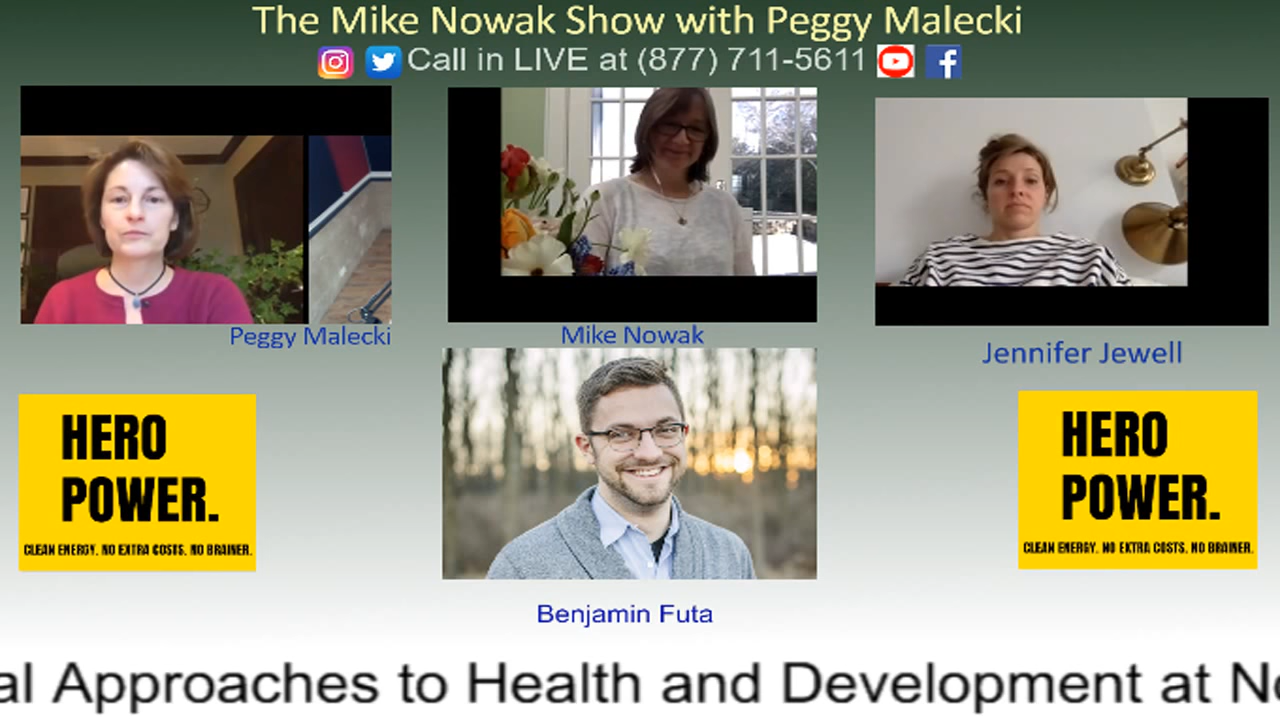 The Mike Nowak Show with Peggy Malecki
Call in LIVE at (877) 711-5611
Peggy Malecki
Mike Nowak
Jennifer Jewell
HERO
POWER.
CLEAN ENERGY. NO EXTRA COSTS. NO BRAINER.
HERO
POWER.
CLEAN ENERGY. NO EXTRA COSTS. NO BRAINER.
Benjamin Futa
al Approaches to Health and Development at No